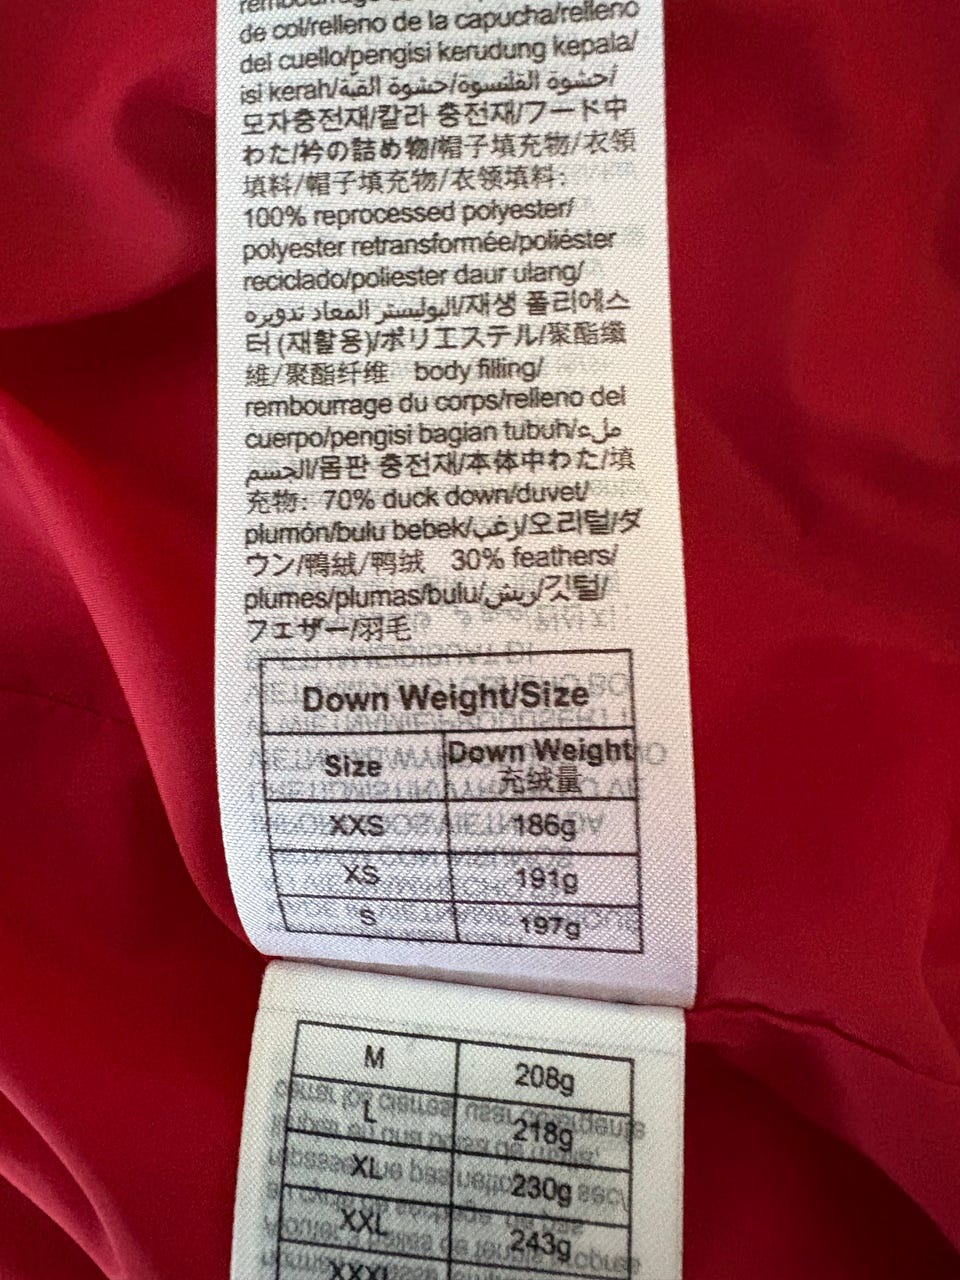 de col/relleno de la capucha/relleno
del cuello/pengisi kerudung kepala/
isi kerah/حشوة القلنسوة/حشوة القبة/
모자충전재/칼라 충전재/フード中
わた/衿の詰め物/帽子填充物/衣領
填料/帽子填充物/衣领填料:
100% reprocessed polyester/
polyester retransformée/poliéster
reciclado/poliester daur ulang/
البوليستر المعاد تدويره/재생 폴리에스
터 (재활용)/ポリエステル/聚酯纖
維/聚酯纤维 body filling/
rembourrage du corps/relleno del
cuerpo/pengisi bagian tubuh/ملء
الجسم/몸판 충전재/本体中わた/填
充物: 70% duck down/duvet/
plumón/bulu bebek/زغب/오리털/ダ
ウン/鴨絨/鸭绒 30% feathers/
plumes/plumas/bulu/ريش/깃털/
フェザー/羽毛
Down Weight/Size
Size Down Weight
充绒量
XXS 186g
XS 191g
S 197g
M 208g
L 218g
XL 230g
XXL 243g
XXXL